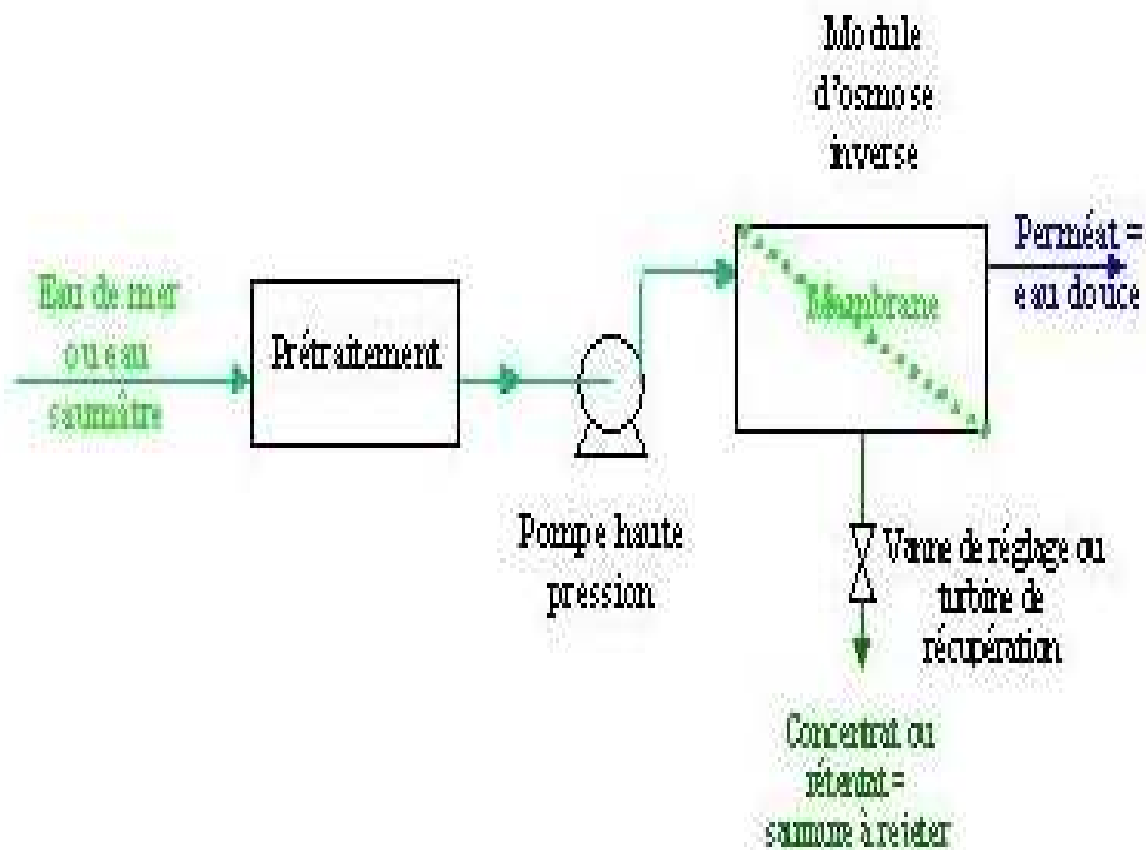 Module
d'osmose
inverse
Perméat =
eau douce
Eau de mer
ou eau
saumâtre
Prétraitement
Membrane
Pompe haute
pression
Vanne de réglage ou
turbine de
récupération
Concentrat ou
rétentat =
saumure à rejeter